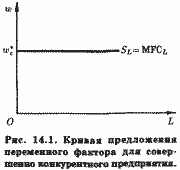 w
w*c
SL = MFCL
O
L
Рис. 14.1. Кривая предложения
переменного фактора для совер-
шенно конкурентного предприятия.